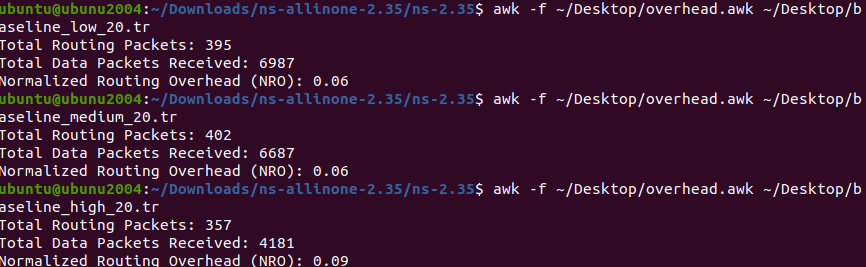 ubuntu@ubunu2004:~/Downloads/ns-allinone-2.35/ns-2.35$ awk -f ~/Desktop/overhead.awk ~/Desktop/b
aseline_low_20.tr
Total Routing Packets: 395
Total Data Packets Received: 6987
Normalized Routing Overhead (NRO): 0.06
ubuntu@ubunu2004:~/Downloads/ns-allinone-2.35/ns-2.35$ awk -f ~/Desktop/overhead.awk ~/Desktop/b
aseline_medium_20.tr
Total Routing Packets: 402
Total Data Packets Received: 6687
Normalized Routing Overhead (NRO): 0.06
ubuntu@ubunu2004:~/Downloads/ns-allinone-2.35/ns-2.35$ awk -f ~/Desktop/overhead.awk ~/Desktop/b
aseline_high_20.tr
Total Routing Packets: 357
Total Data Packets Received: 4181
Normalized Routing Overhead (NRO): 0.09